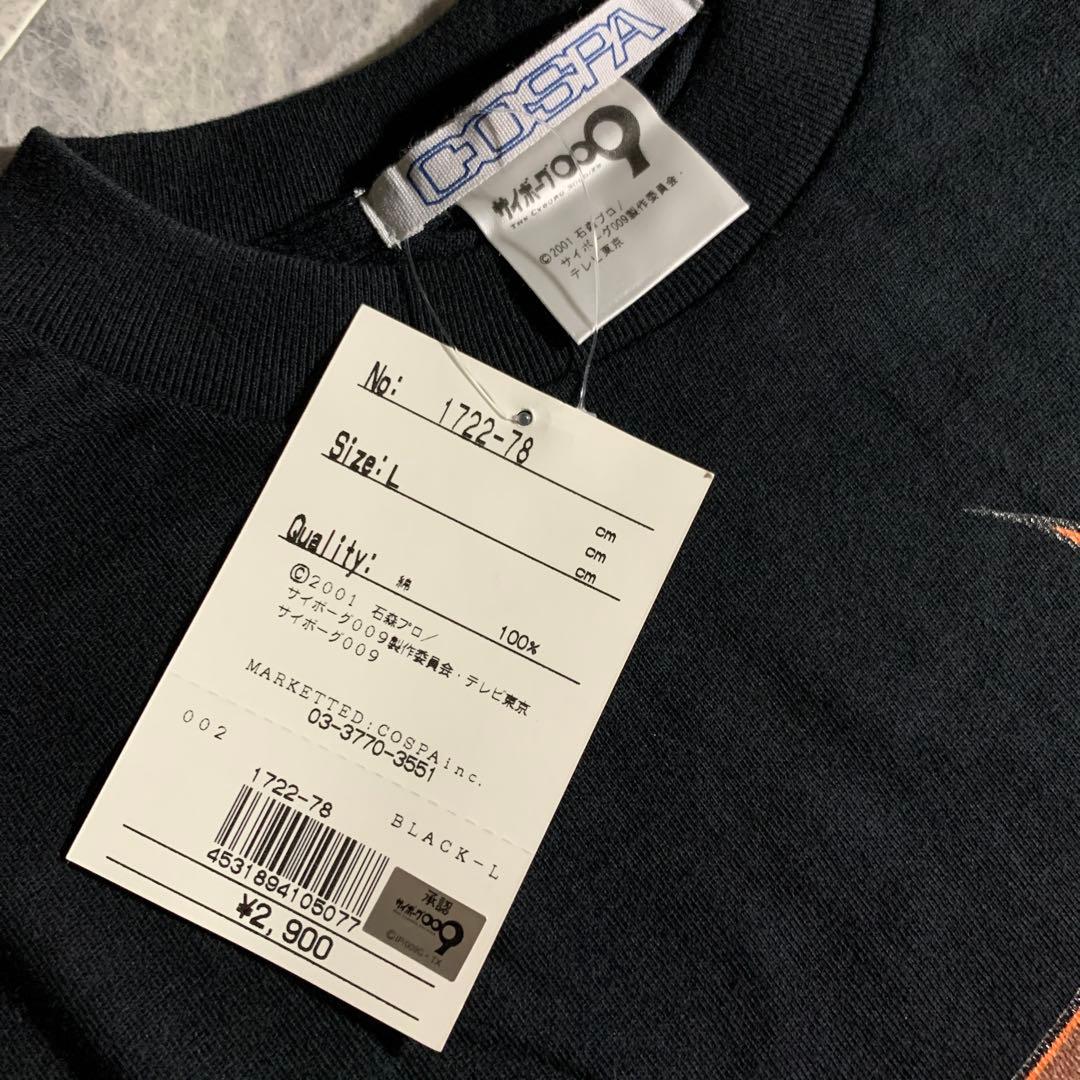 COSPA
サイボーグ009
THE CYBORG SOLDIER
©2001 石森プロ/
サイボーグ009製作委員会・
テレビ東京
No: 1722-78
Size: L
cm
cm
cm
Quality: 綿 100%
©2001 石森プロ/
サイボーグ009製作委員会・テレビ東京
サイボーグ009
MARKETTED:COSPAinc.
03-3770-3551
002
1722-78
BLACK-L
4531894105077
¥2,900
承認
サイボーグ009